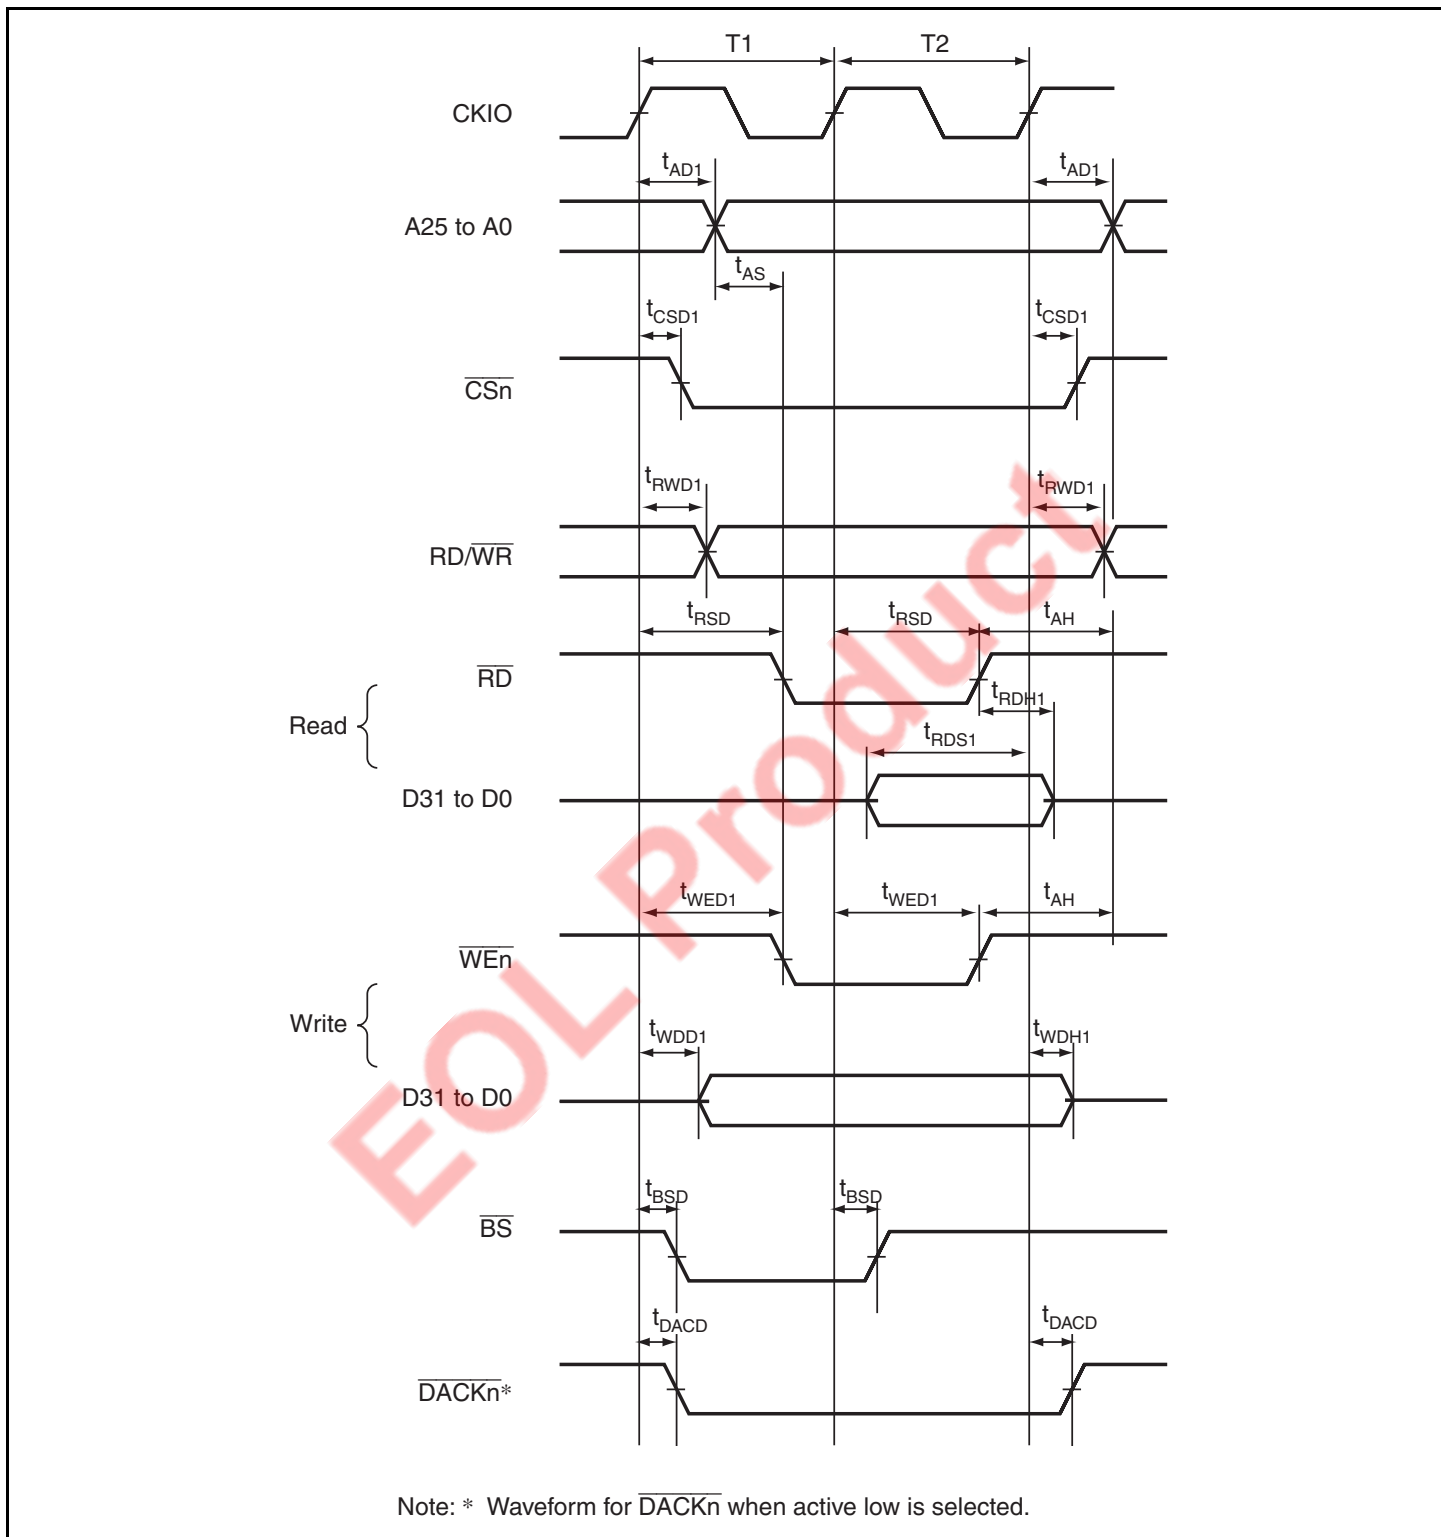 T1 T2
CKIO
tAD1 tAD1
A25 to A0
tAS
tCSD1 tCSD1
CSn
tRWD1 tRWD1
RD/WR
tRSD tRSD tAH
RD
tRDH1
Read
tRDS1
D31 to D0
tWED1 tWED1 tAH
WEn
Write
tWDD1 tWDH1
D31 to D0
tBSD tBSD
BS
tDACD tDACD
DACKn*
Note: * Waveform for DACKn when active low is selected.
EOL Product